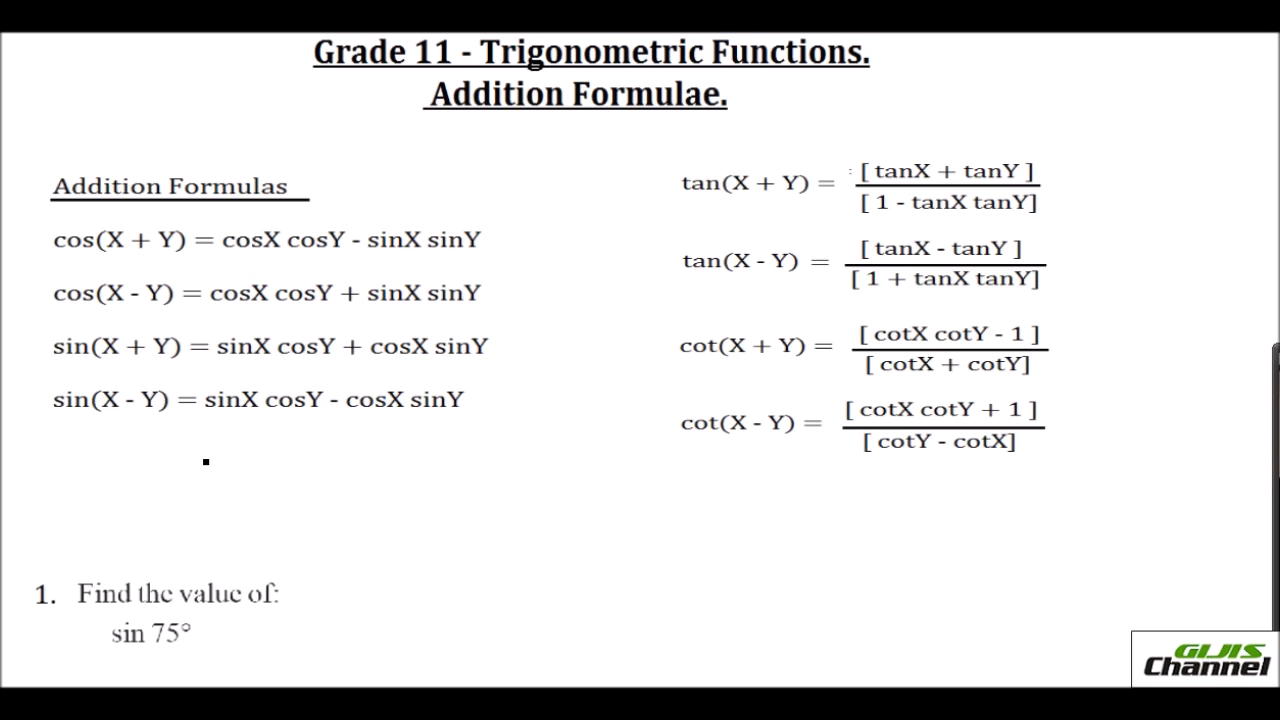 Grade 11 - Trigonometric Functions.
Addition Formulae.
Addition Formulas
cos(X + Y) = cosX cosY - sinX sinY
cos(X - Y) = cosX cosY + sinX sinY
sin(X + Y) = sinX cosY + cosX sinY
sin(X - Y) = sinX cosY - cosX sinY
tan(X + Y) = [ tanX + tanY ]
[ 1 - tanX tanY]
tan(X - Y) = [ tanX - tanY ]
[ 1 + tanX tanY]
cot(X + Y) = [ cotX cotY - 1 ]
[ cotX + cotY]
cot(X - Y) = [ cotX cotY + 1 ]
[ cotY - cotX]
1. Find the value of:
sin 75°
GIJIS
Channel